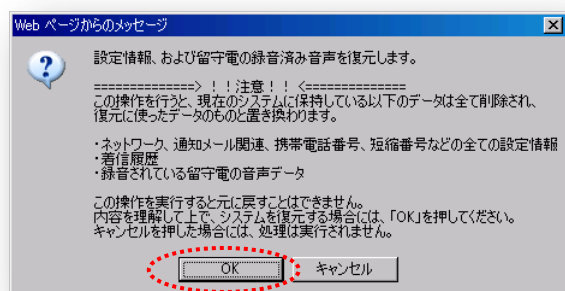 Web ページからのメッセージ
設定情報、および留守電の録音済み音声を復元します。
==============> ！！注意！！ <==============
この操作を行うと、現在のシステムに保持している以下のデータは全て削除され、
復元に使ったデータのものと置き換わります。
・ネットワーク、通知メール関連、携帯電話番号、短縮番号などの全ての設定情報
・着信履歴
・録音されている留守電の音声データ
この操作を実行すると元に戻すことはできません。
内容を理解して上で、システムを復元する場合には、「OK」を押してください。
キャンセルを押した場合には、処理は実行されません。
OK
キャンセル